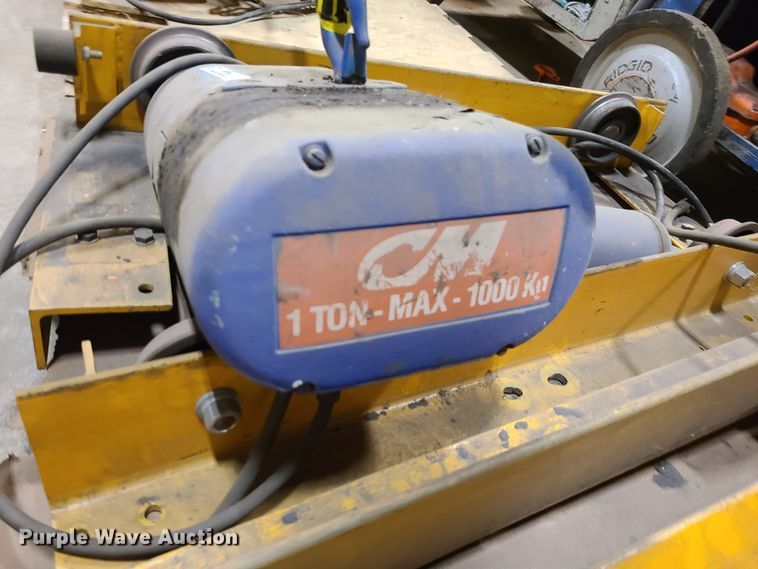 RIDGID
CM
1 TON - MAX - 1000 Kg
Purple Wave Auction